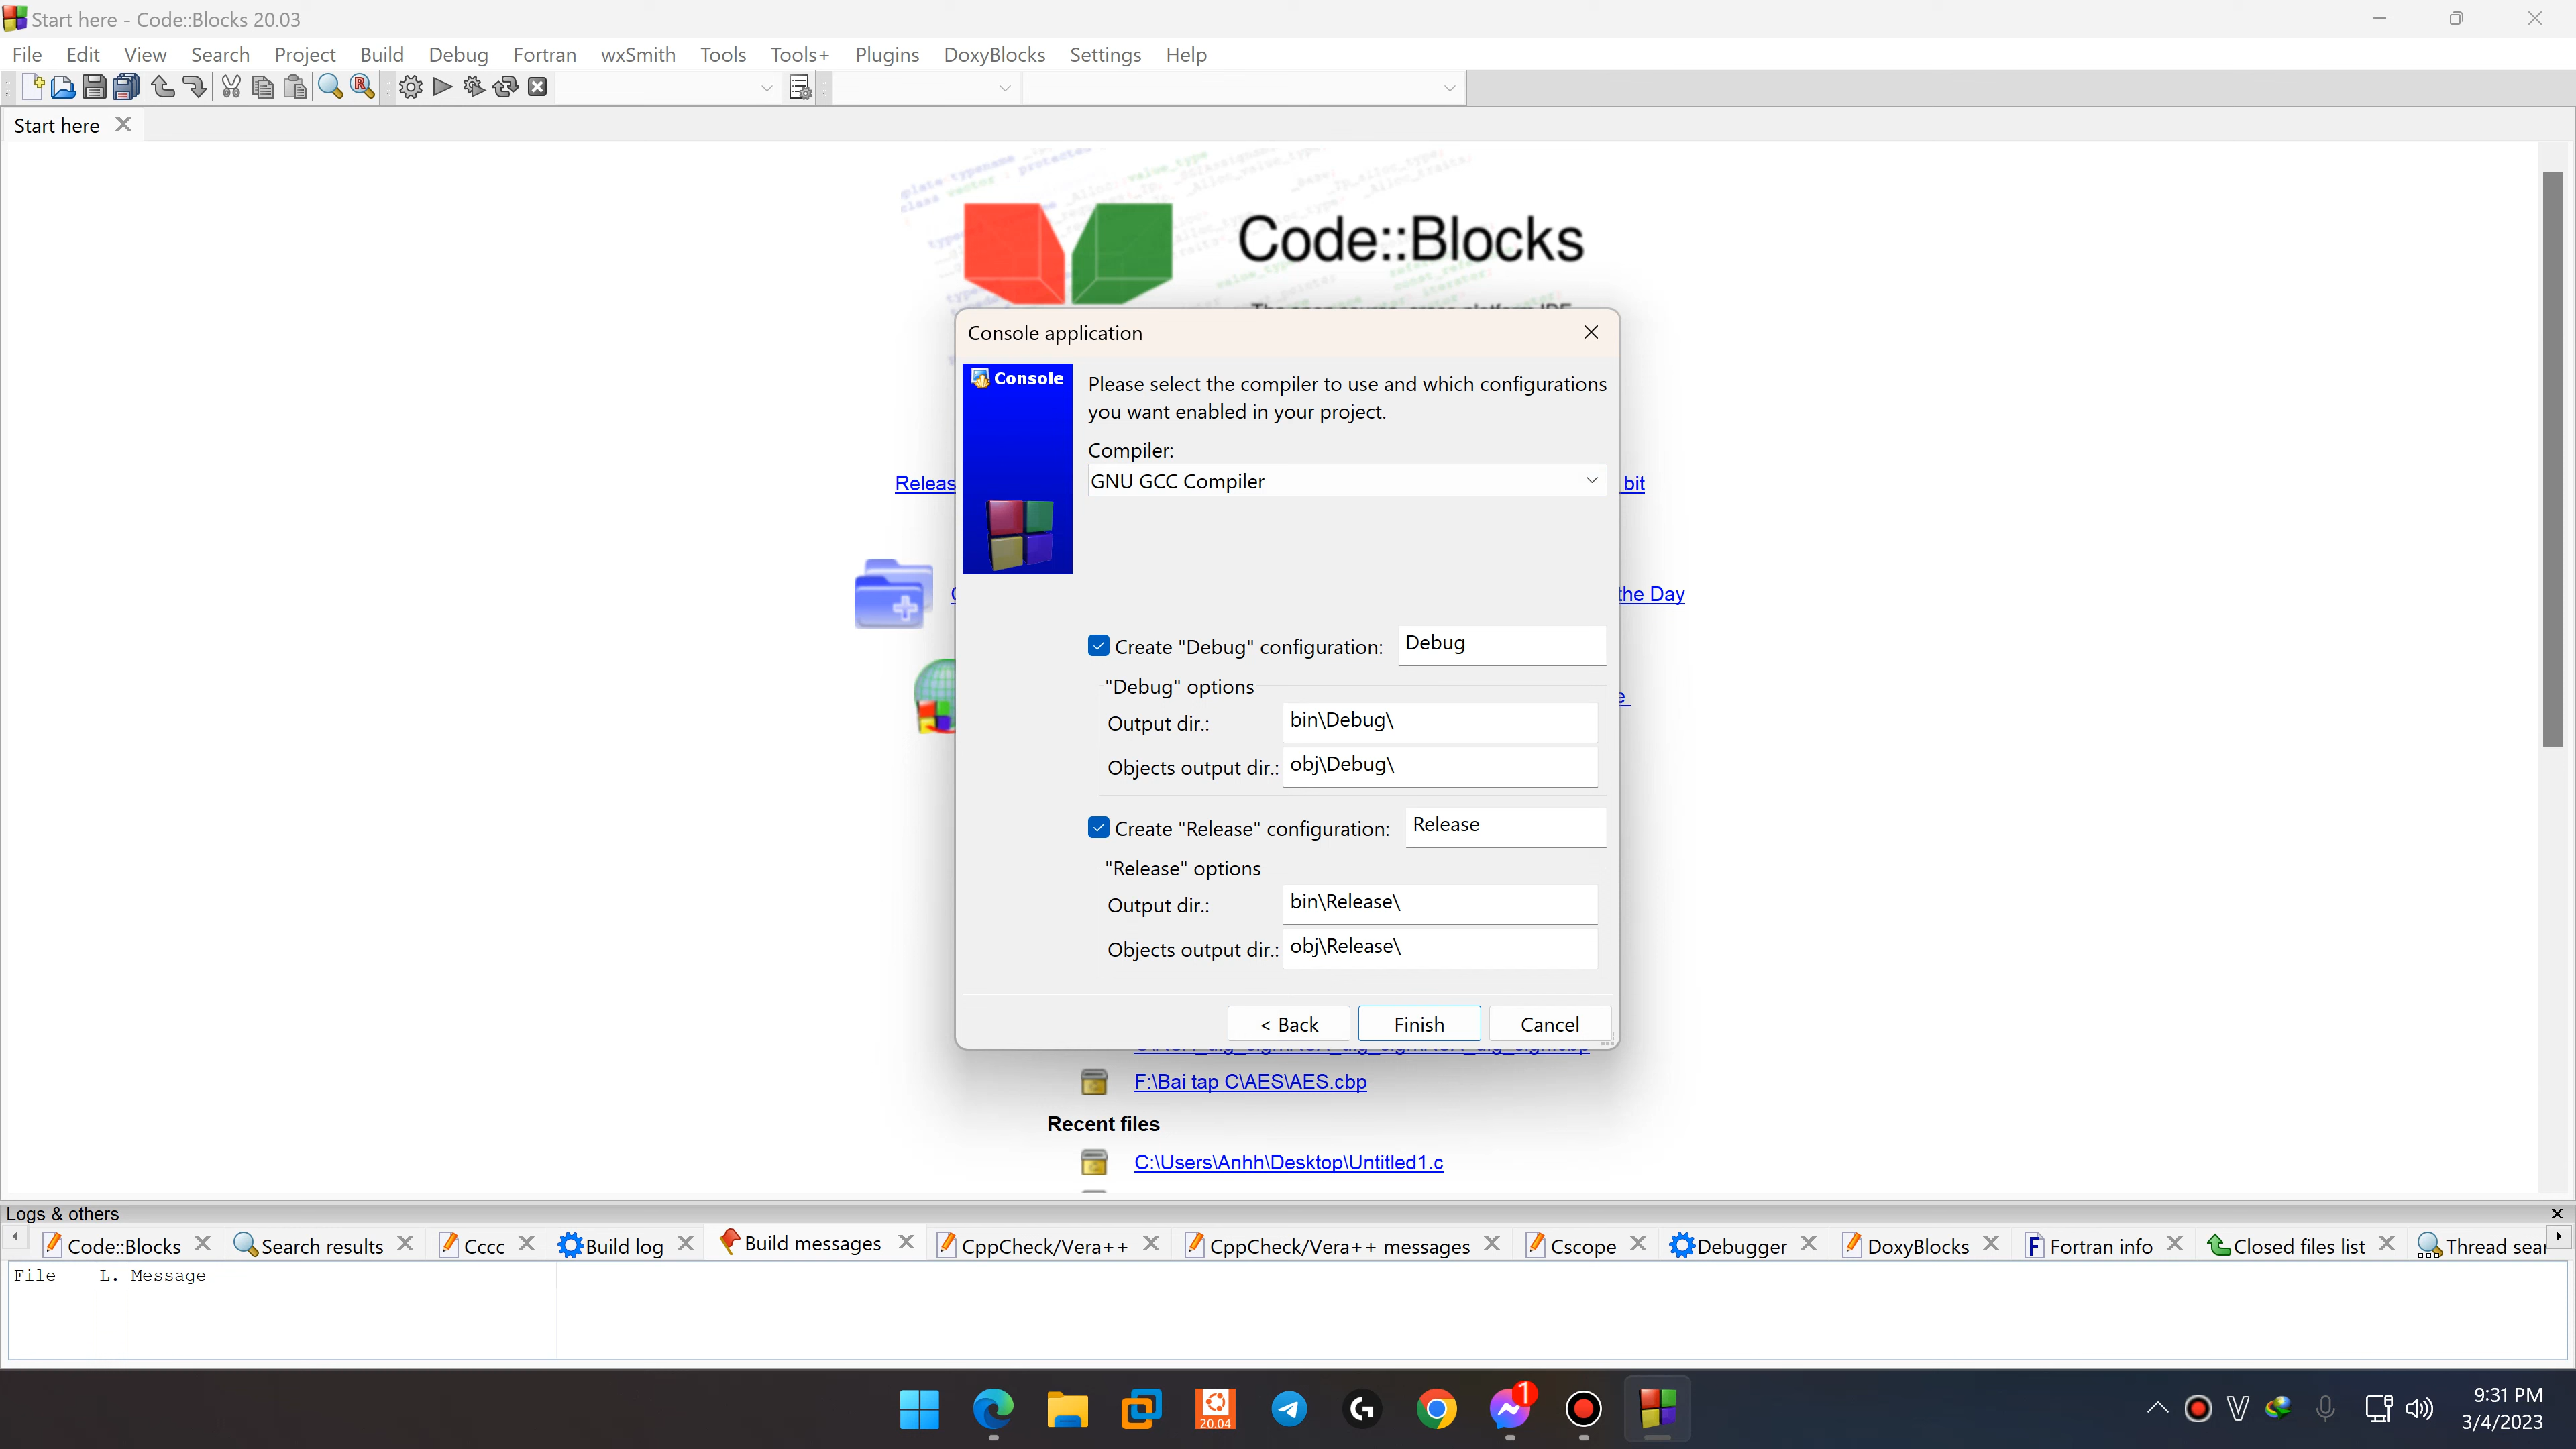 Start here - Code::Blocks 20.03
File Edit View Search Project Build Debug Fortran wxSmith Tools Tools+ Plugins DoxyBlocks Settings Help
Start here
Code::Blocks
Console application
Console
Please select the compiler to use and which configurations
you want enabled in your project.
Compiler:
GNU GCC Compiler
Releas
bit
the Day
Create "Debug" configuration: Debug
"Debug" options
Output dir.: bin\Debug\
Objects output dir.: obj\Debug\
Create "Release" configuration: Release
"Release" options
Output dir.: bin\Release\
Objects output dir.: obj\Release\
< Back Finish Cancel
F:\Bai tap C\AES\AES.cbp
Recent files
C:\Users\Anhh\Desktop\Untitled1.c
Logs & others
Code::Blocks Search results Cccc Build log Build messages CppCheck/Vera++ CppCheck/Vera++ messages Cscope Debugger DoxyBlocks Fortran info Closed files list Thread sear
File L. Message
20.04
1
9:31 PM
3/4/2023